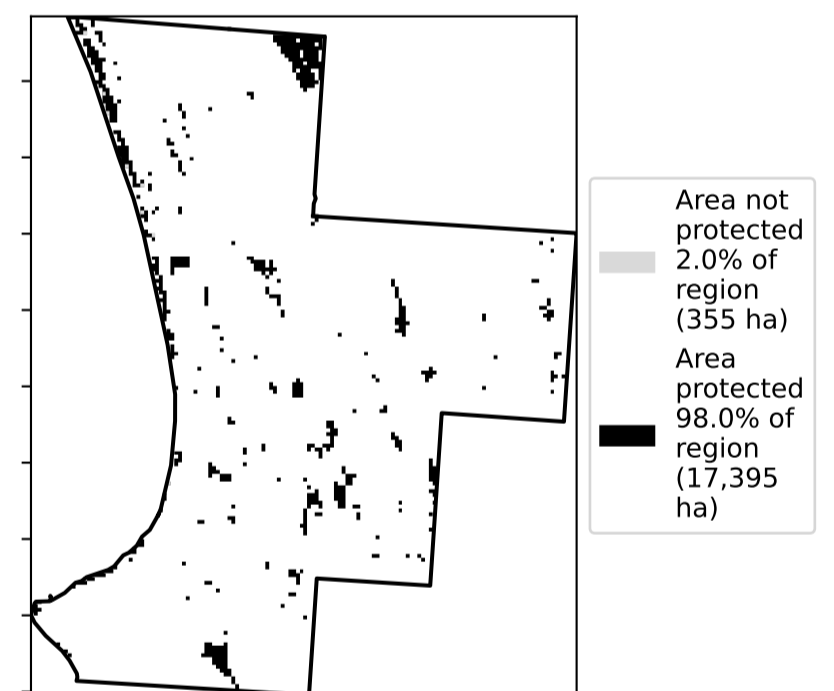 Area not
protected
2.0% of
region
(355 ha)
Area
protected
98.0% of
region
(17,395
ha)